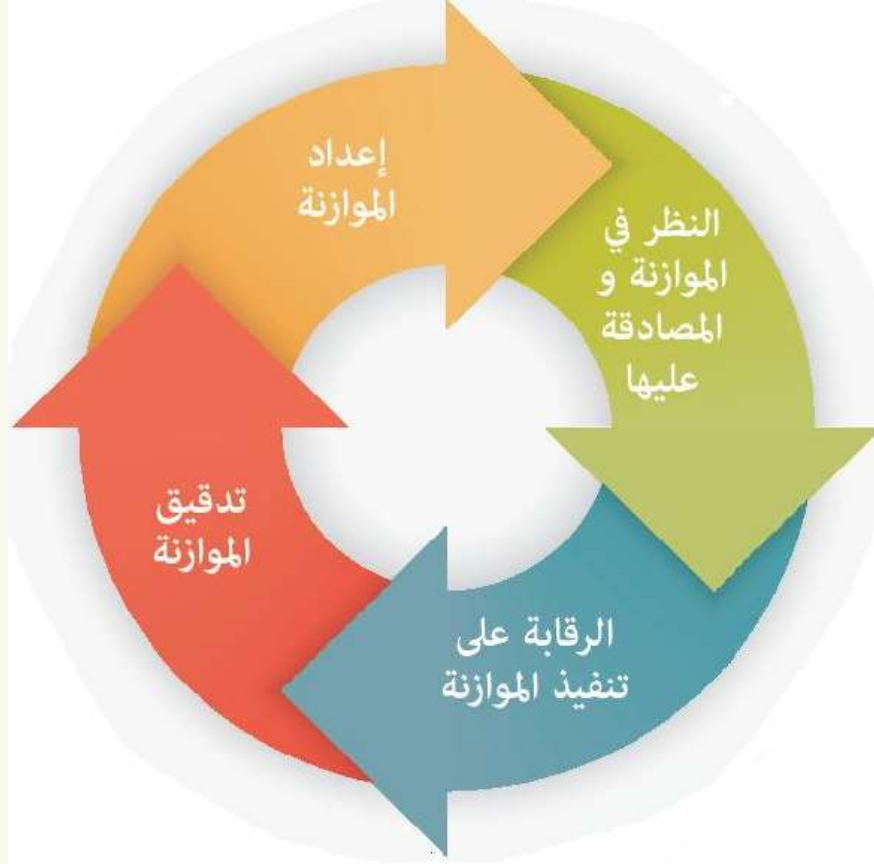 إعداد
الموازنة
النظر في
الموازنة و
المصادقة
عليها
الرقابة على
تنفيذ الموازنة
تدقيق
الموازنة